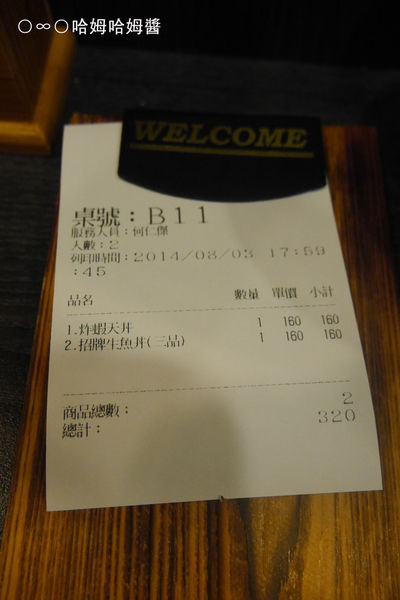 ○∞○哈姆哈姆醬
WELCOME
桌號：B11
服務人員：何仁傑
人數：2
列印時間：2014/08/03 17:59
:45
品名 數量 單價 小計
1.炸蝦天丼 1 160 160
2.招牌生魚丼(三品) 1 160 160
商品總數： 2
總計： 320